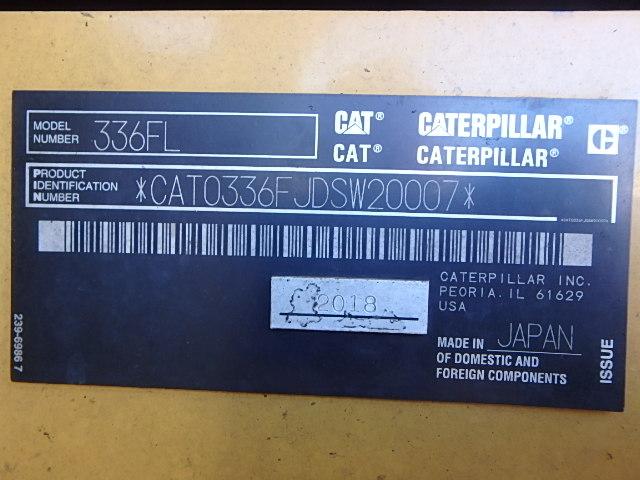 MODEL NUMBER 336FL
CAT® CATERPILLAR®
CAT® CATERPILLAR®
PRODUCT IDENTIFICATION NUMBER *CAT0336FJDSW20007*
CATERPILLAR INC.
PEORIA, IL 61629
USA
2018
MADE IN JAPAN
OF DOMESTIC AND
FOREIGN COMPONENTS
ISSUE
239-6986 7